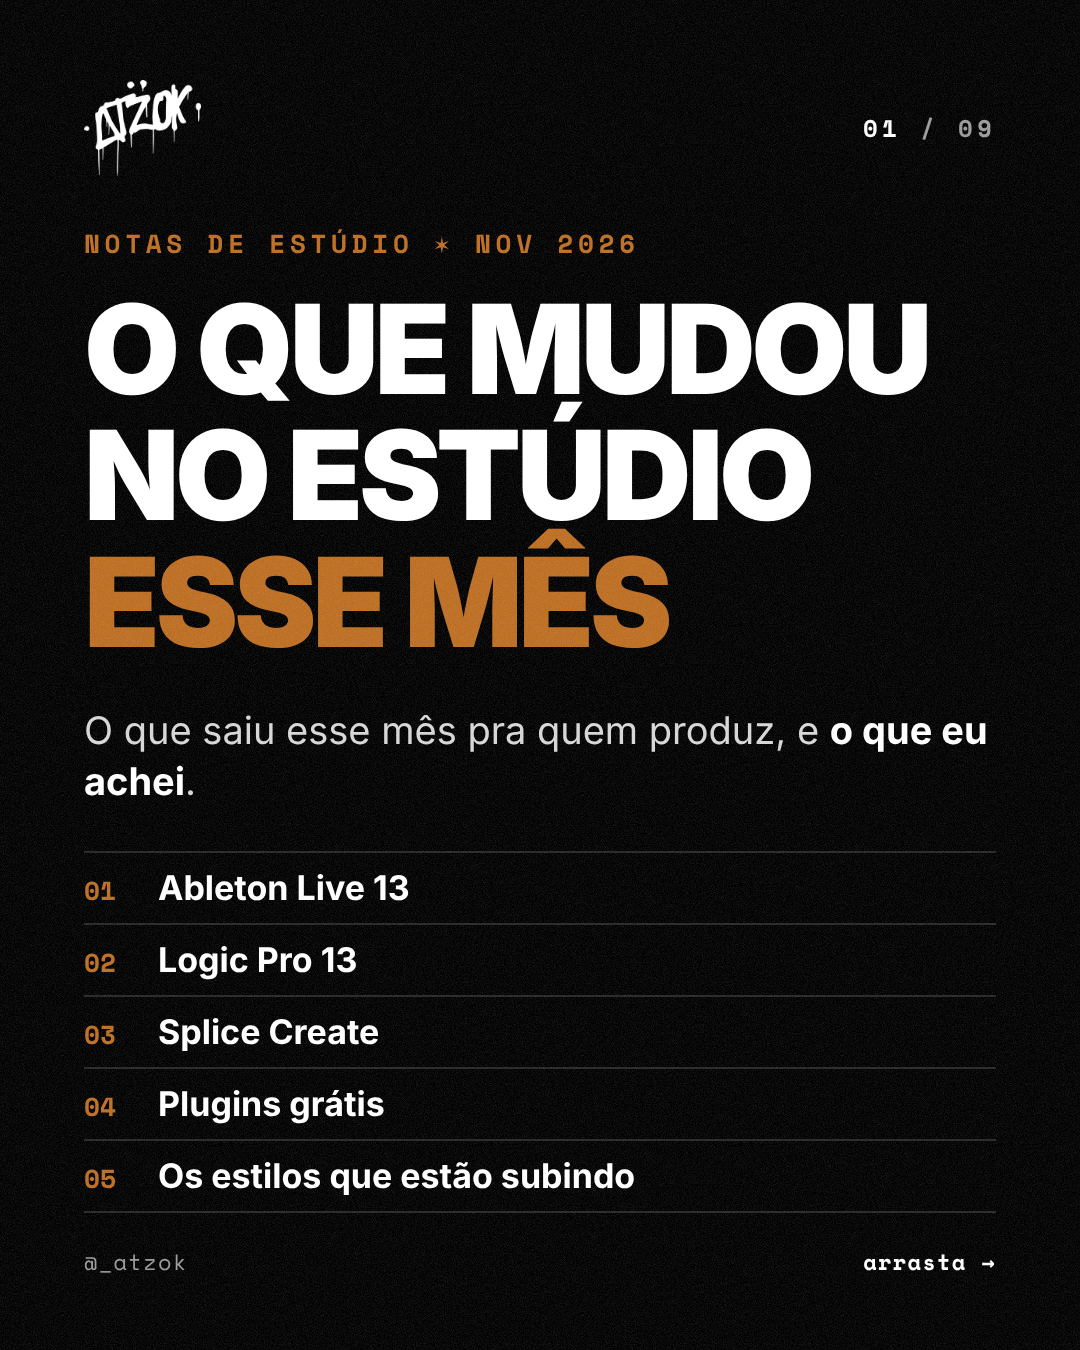 ATZOK
01 / 09
NOTAS DE ESTÚDIO ✶ NOV 2026
O QUE MUDOU
NO ESTÚDIO
ESSE MÊS
O que saiu esse mês pra quem produz, e o que eu
achei.
01 Ableton Live 13
02 Logic Pro 13
03 Splice Create
04 Plugins grátis
05 Os estilos que estão subindo
@_atzok
arrasta →